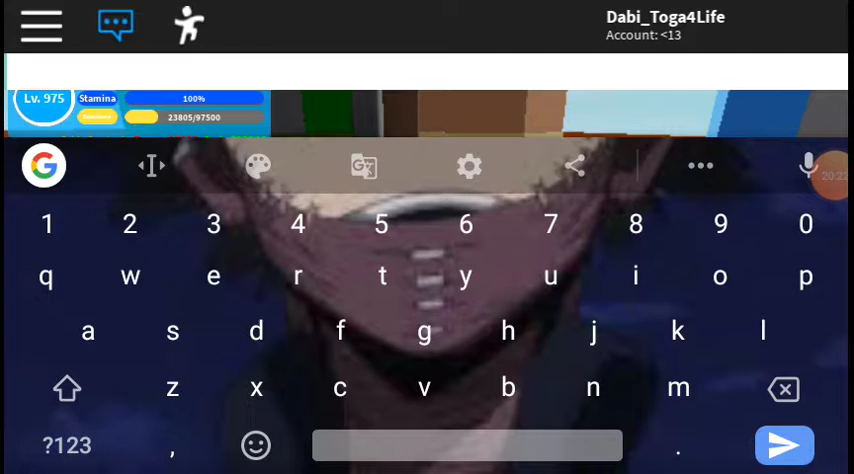 Dabi_Toga4Life
Account: <13
Lv. 975
Stamina
100%
23805/97500
G
1 2 3 4 5 6 7 8 9 0
q w e r t y u i o p
a s d f g h j k l
z x c v b n m
?123 , .